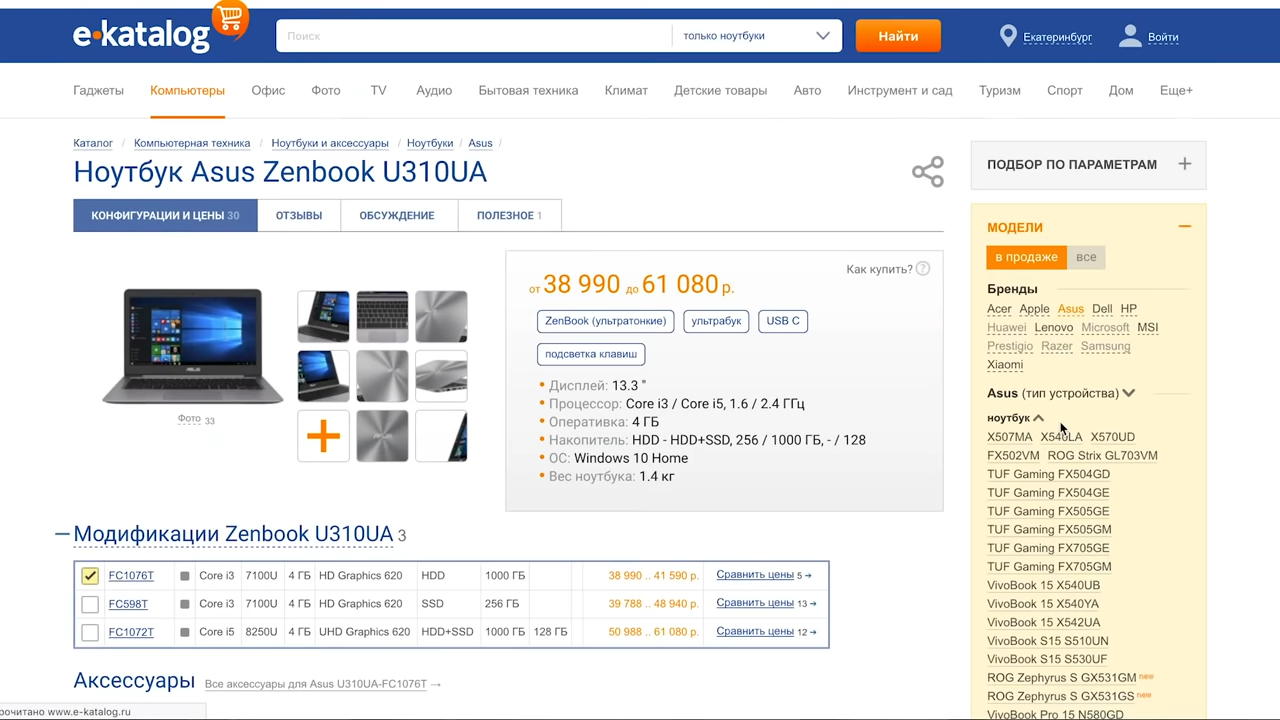 e-katalog
Поиск
только ноутбуки
Найти
Екатеринбург
Войти
Гаджеты Компьютеры Офис Фото TV Аудио Бытовая техника Климат Детские товары Авто Инструмент и сад Туризм Спорт Дом Еще+
Каталог / Компьютерная техника / Ноутбуки и аксессуары / Ноутбуки / Asus /
Ноутбук Asus Zenbook U310UA
КОНФИГУРАЦИИ И ЦЕНЫ 30 ОТЗЫВЫ ОБСУЖДЕНИЕ ПОЛЕЗНОЕ 1
Фото 33
Как купить? ?
от 38 990 до 61 080 р.
ZenBook (ультратонкие) ультрабук USB C
подсветка клавиш
• Дисплей: 13.3 "
• Процессор: Core i3 / Core i5, 1.6 / 2.4 ГГц
• Оперативка: 4 ГБ
• Накопитель: HDD - HDD+SSD, 256 / 1000 ГБ, - / 128
• ОС: Windows 10 Home
• Вес ноутбука: 1.4 кг
Модификации Zenbook U310UA 3
FC1076T Core i3 7100U 4 ГБ HD Graphics 620 HDD 1000 ГБ 38 990 .. 41 590 р. Сравнить цены 5 →
FC598T Core i3 7100U 4 ГБ HD Graphics 620 SSD 256 ГБ 39 788 .. 48 940 р. Сравнить цены 13 →
FC1072T Core i5 8250U 4 ГБ UHD Graphics 620 HDD+SSD 1000 ГБ 128 ГБ 50 988 .. 61 080 р. Сравнить цены 12 →
Аксессуары Все аксессуары для Asus U310UA-FC1076T →
рочитано www.e-katalog.ru
ПОДБОР ПО ПАРАМЕТРАМ +
МОДЕЛИ
в продаже все
Бренды
Acer Apple Asus Dell HP
Huawei Lenovo Microsoft MSI
Prestigio Razer Samsung
Xiaomi
Asus (тип устройства)
ноутбук
X507MA X540LA X570UD
FX502VM ROG Strix GL703VM
TUF Gaming FX504GD
TUF Gaming FX504GE
TUF Gaming FX505GE
TUF Gaming FX505GM
TUF Gaming FX705GE
TUF Gaming FX705GM
VivoBook 15 X540UB
VivoBook 15 X540YA
VivoBook 15 X542UA
VivoBook S15 S510UN
VivoBook S15 S530UF
ROG Zephyrus S GX531GM new
ROG Zephyrus S GX531GS new
VivoBook Pro 15 N580GD